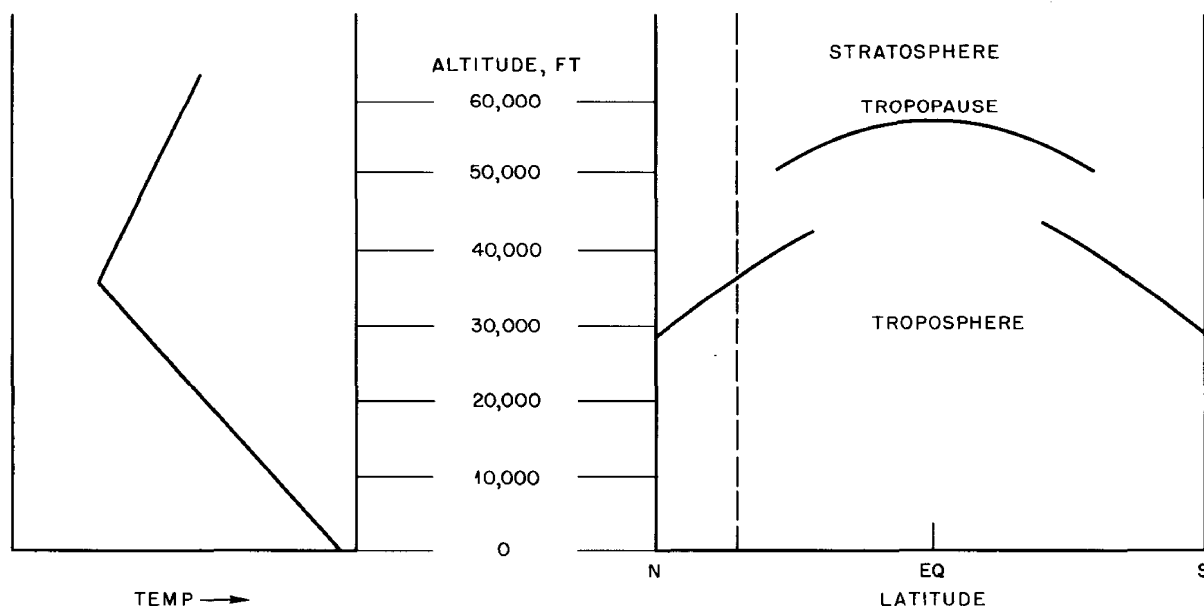 ALTITUDE, FT
60,000
50,000
40,000
30,000
20,000
10,000
0
TEMP
STRATOSPHERE
TROPOPAUSE
TROPOSPHERE
N
EQ
S
LATITUDE